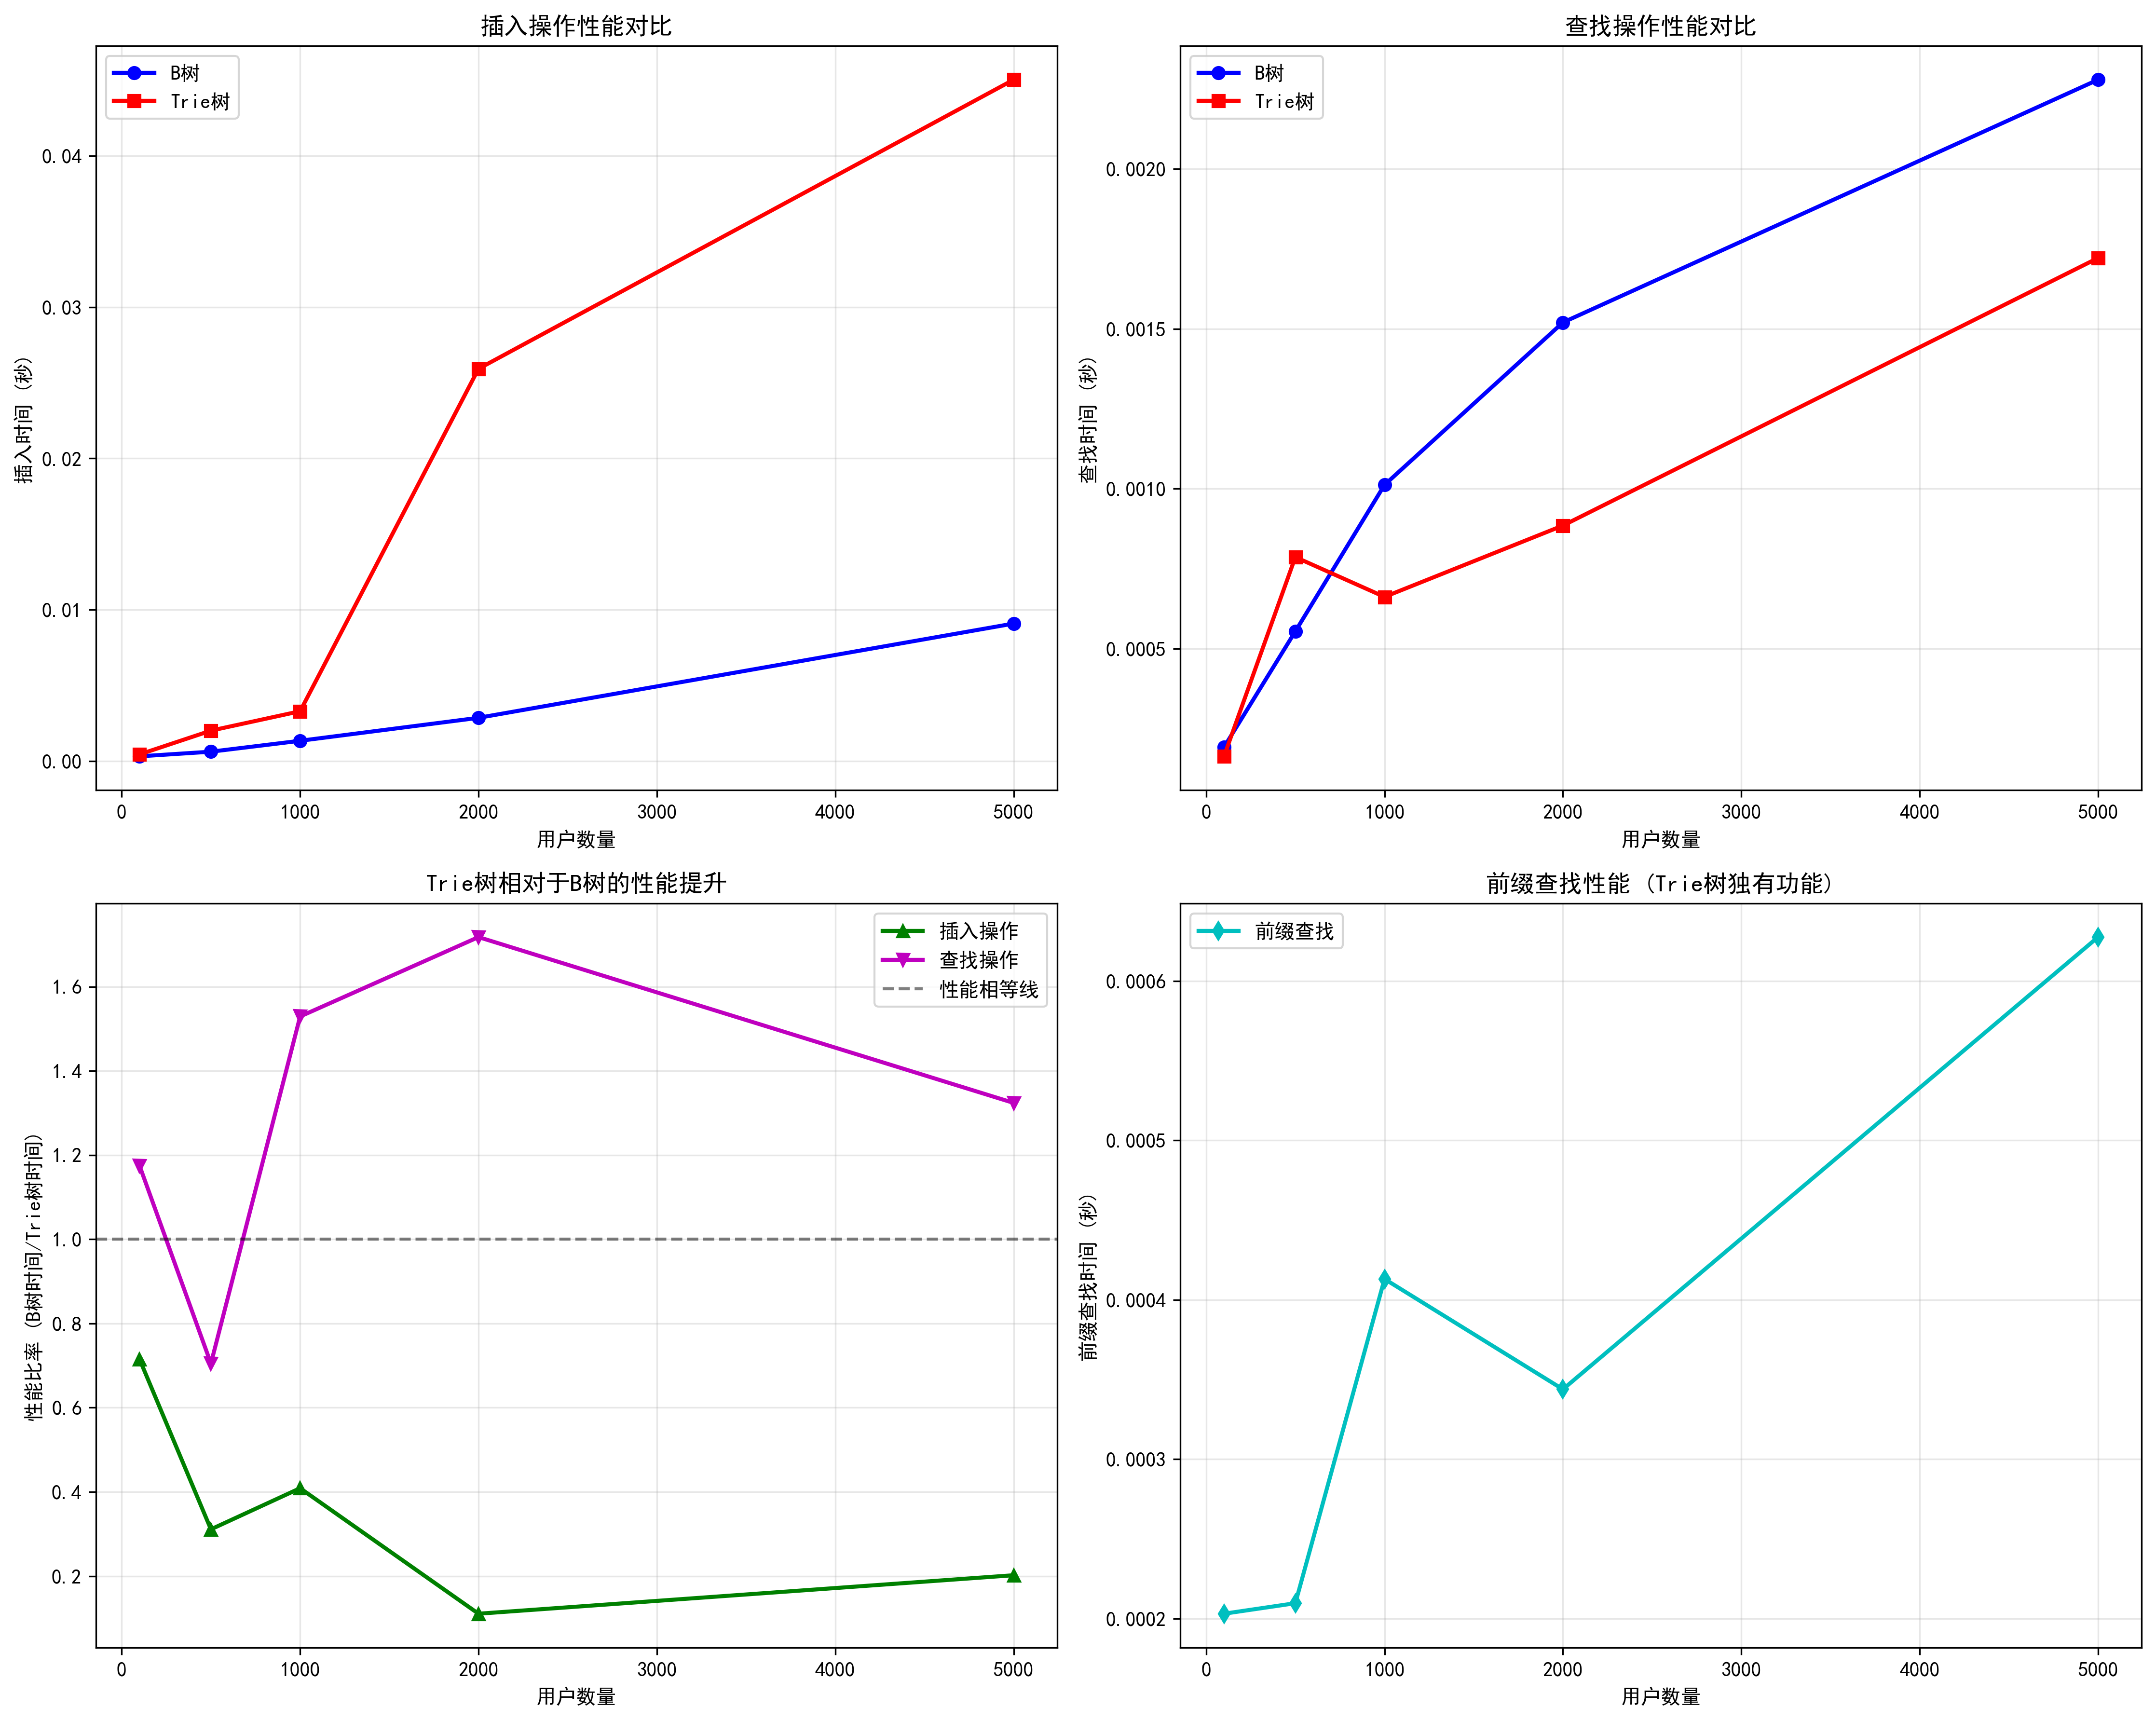 插入操作性能对比
B树
Trie树
插入时间 (秒)
0.04
0.03
0.02
0.01
0.00
0
1000
2000
3000
4000
5000
用户数量
查找操作性能对比
B树
Trie树
查找时间 (秒)
0.0020
0.0015
0.0010
0.0005
0
1000
2000
3000
4000
5000
用户数量
Trie树相对于B树的性能提升
插入操作
查找操作
性能相等线
性能比率 (B树时间/Trie树时间)
1.6
1.4
1.2
1.0
0.8
0.6
0.4
0.2
0
1000
2000
3000
4000
5000
用户数量
前缀查找性能 (Trie树独有功能)
前缀查找
前缀查找时间 (秒)
0.0006
0.0005
0.0004
0.0003
0.0002
0
1000
2000
3000
4000
5000
用户数量